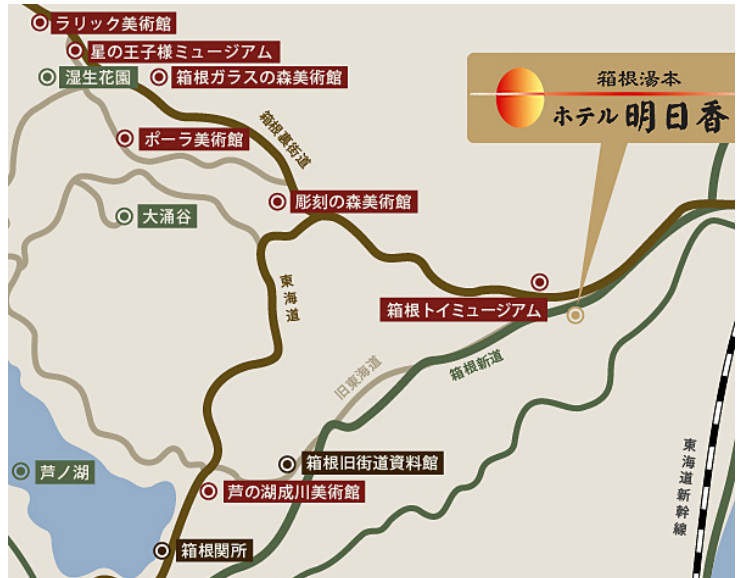 ラリック美術館
星の王子様ミュージアム
湿生花園
箱根ガラスの森美術館
箱根湯本
ホテル 明日香
箱根裏街道
ポーラ美術館
彫刻の森美術館
大涌谷
東海道
箱根トイミュージアム
箱根新道
旧東海道
東海道新幹線
箱根旧街道資料館
芦ノ湖
芦の湖成川美術館
箱根関所